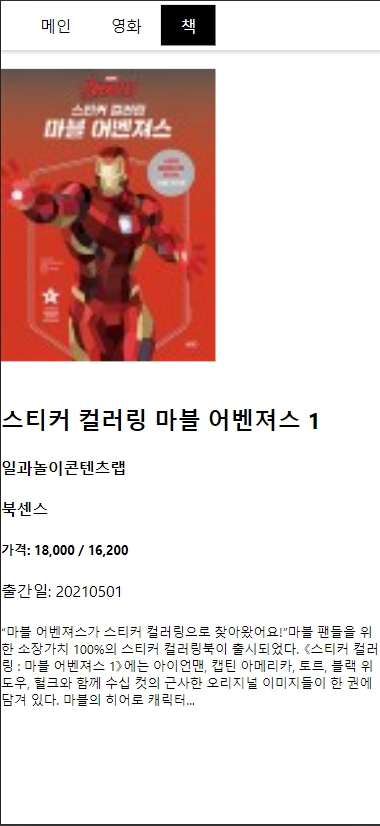 메인 영화 책
스티커 컬러링
마블 어벤져스
스티커 컬러링 마블 어벤져스 1
일과놀이콘텐츠랩
북센스
가격: 18,000 / 16,200
출간일: 20210501
“마블 어벤져스가 스티커 컬러링으로 찾아왔어요!”마블 팬들을 위
한 소장가치 100%의 스티커 컬러링북이 출시되었다. 《스티커 컬러
링 : 마블 어벤져스 1》에는 아이언맨, 캡틴 아메리카, 토르, 블랙 위
도우, 헐크와 함께 수십 컷의 근사한 오리지널 이미지들이 한 권에
담겨 있다. 마블의 히어로 캐릭터...